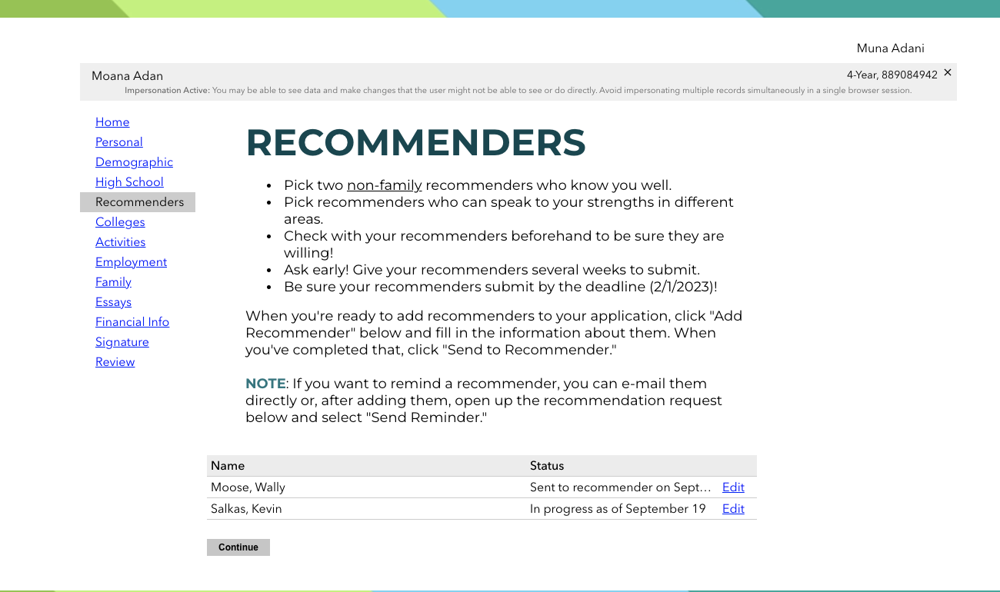 Muna Adani
Moana Adan
4-Year, 889084942 ×
Impersonation Active: You may be able to see data and make changes that the user might not be able to see or do directly. Avoid impersonating multiple records simultaneously in a single browser session.
Home
Personal
Demographic
High School
Recommenders
Colleges
Activities
Employment
Family
Essays
Financial Info
Signature
Review
RECOMMENDERS
• Pick two non-family recommenders who know you well.
• Pick recommenders who can speak to your strengths in different
areas.
• Check with your recommenders beforehand to be sure they are
willing!
• Ask early! Give your recommenders several weeks to submit.
• Be sure your recommenders submit by the deadline (2/1/2023)!
When you're ready to add recommenders to your application, click "Add
Recommender" below and fill in the information about them. When
you've completed that, click "Send to Recommender."
NOTE: If you want to remind a recommender, you can e-mail them
directly or, after adding them, open up the recommendation request
below and select "Send Reminder."
Name Status
Moose, Wally Sent to recommender on Sept… Edit
Salkas, Kevin In progress as of September 19 Edit
Continue